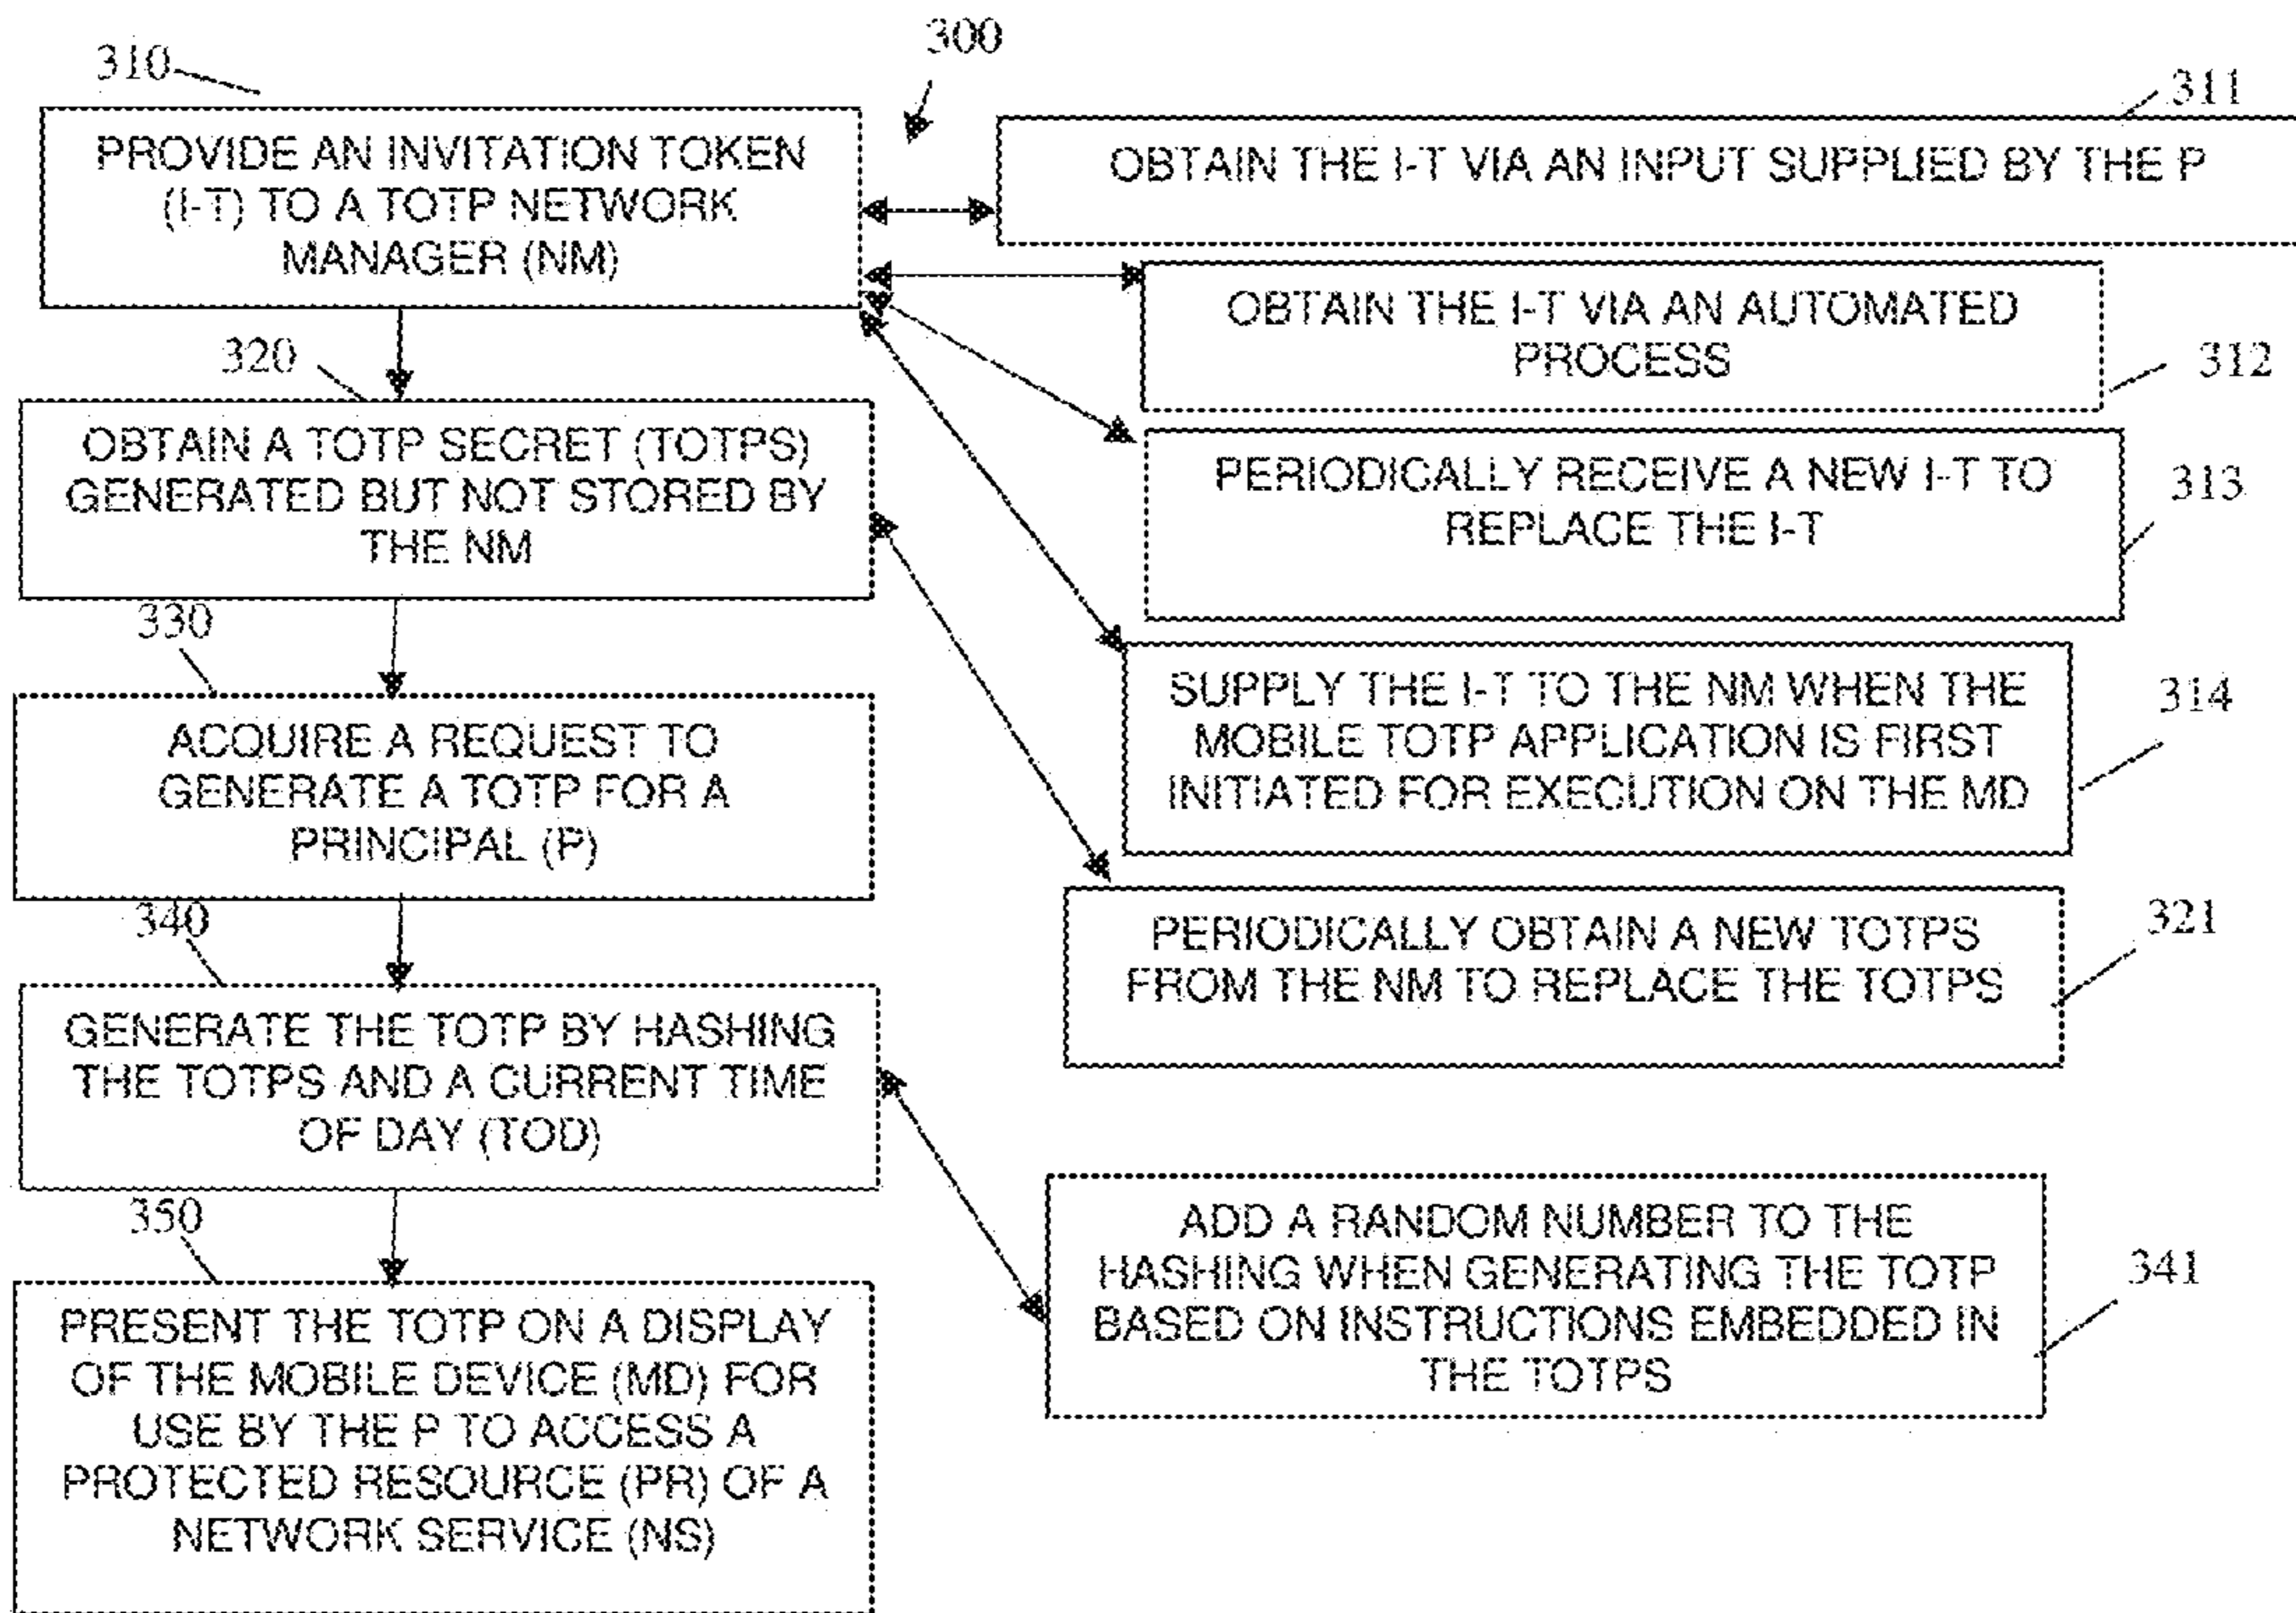 300
310
PROVIDE AN INVITATION TOKEN
(I-T) TO A TOTP NETWORK
MANAGER (NM)
311
OBTAIN THE I-T VIA AN INPUT SUPPLIED BY THE P
OBTAIN THE I-T VIA AN AUTOMATED
PROCESS
312
PERIODICALLY RECEIVE A NEW I-T TO
REPLACE THE I-T
313
SUPPLY THE I-T TO THE NM WHEN THE
MOBILE TOTP APPLICATION IS FIRST
INITIATED FOR EXECUTION ON THE MD
314
320
OBTAIN A TOTP SECRET (TOTPS)
GENERATED BUT NOT STORED BY
THE NM
PERIODICALLY OBTAIN A NEW TOTPS
FROM THE NM TO REPLACE THE TOTPS
321
330
ACQUIRE A REQUEST TO
GENERATE A TOTP FOR A
PRINCIPAL (P)
340
GENERATE THE TOTP BY HASHING
THE TOTPS AND A CURRENT TIME
OF DAY (TOD)
ADD A RANDOM NUMBER TO THE
HASHING WHEN GENERATING THE TOTP
BASED ON INSTRUCTIONS EMBEDDED IN
THE TOTPS
341
350
PRESENT THE TOTP ON A DISPLAY
OF THE MOBILE DEVICE (MD) FOR
USE BY THE P TO ACCESS A
PROTECTED RESOURCE (PR) OF A
NETWORK SERVICE (NS)